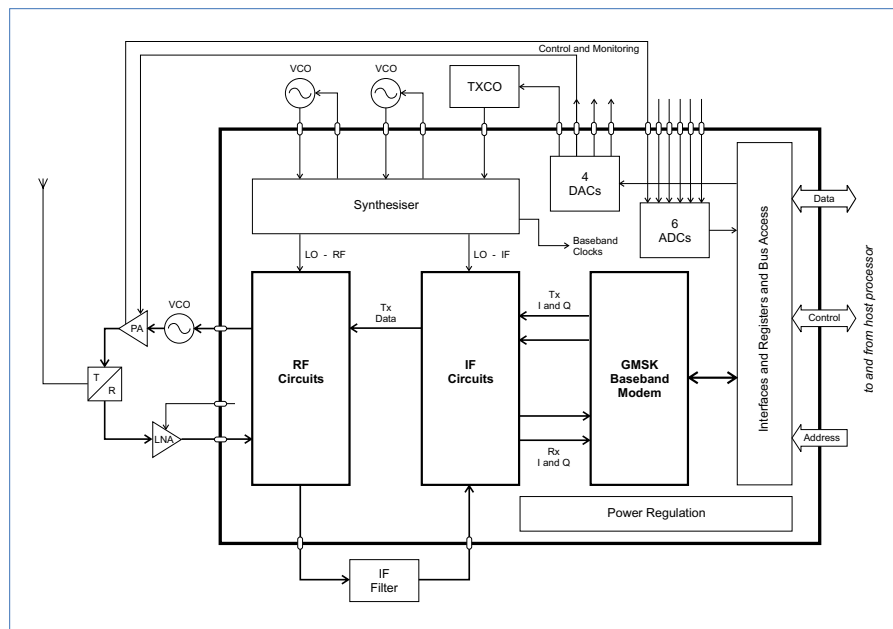 Control and Monitoring
VCO
VCO
TXCO
4
DACs
6
ADCs
Synthesiser
Baseband
Clocks
LO - RF
LO - IF
VCO
PA
T
R
LNA
RF
Circuits
Tx
Data
IF
Circuits
Tx
I and Q
Rx
I and Q
GMSK
Baseband
Modem
Interfaces and Registers and Bus Access
Data
Control
Address
to and from host processor
Power Regulation
IF
Filter